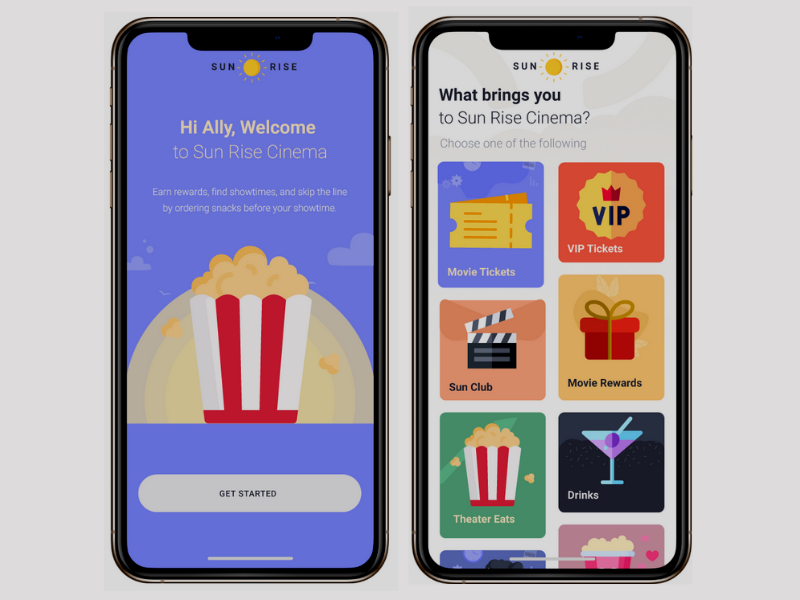 SUN RISE
Hi Ally, Welcome
to Sun Rise Cinema
Earn rewards, find showtimes, and skip the line
by ordering snacks before your showtime.
GET STARTED
SUN RISE
What brings you
to Sun Rise Cinema?
Choose one of the following
Movie Tickets
VIP
VIP Tickets
Sun Club
Movie Rewards
Theater Eats
Drinks